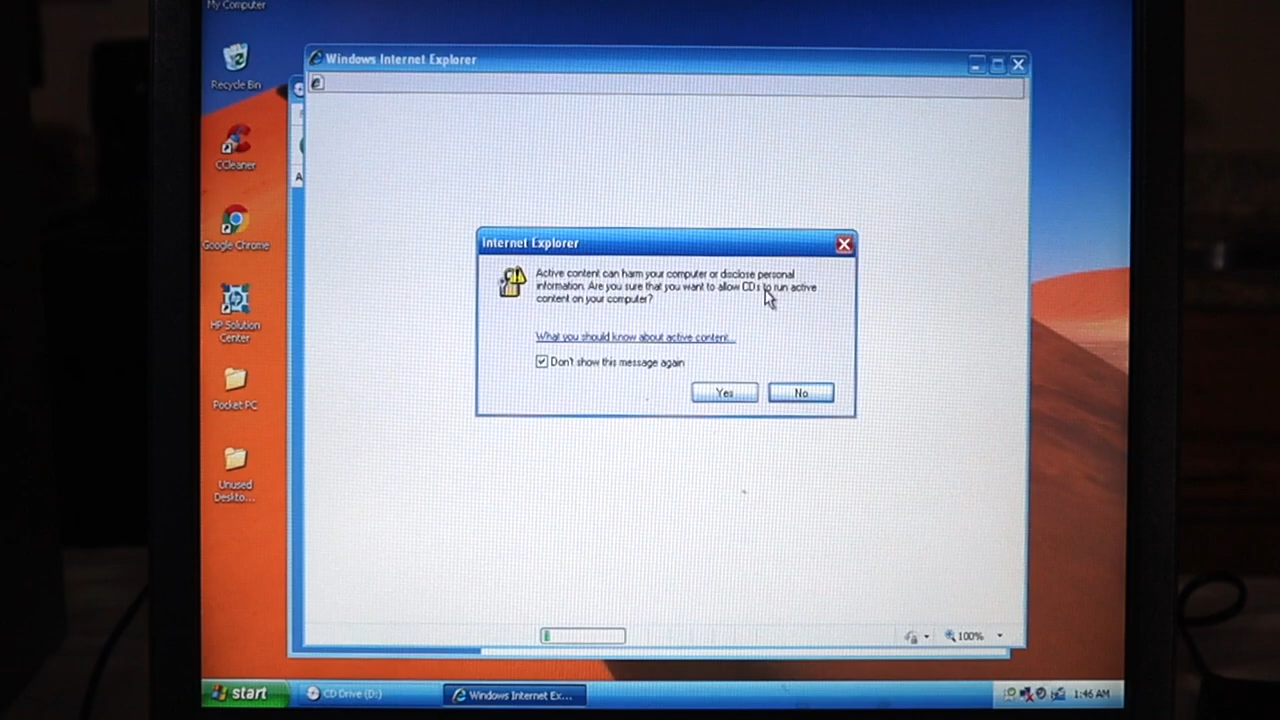 My Computer
Windows Internet Explorer
Recycle Bin
A
CCleaner
Google Chrome
HP Solution
Center
Pocket PC
Unused
Deskto...
Internet Explorer
Active content can harm your computer or disclose personal
information. Are you sure that you want to allow CDs to run active
content on your computer?
What you should know about active content...
Don't show this message again
Yes
No
100%
start
CD Drive (D:)
Windows Internet Ex...
1:46 AM